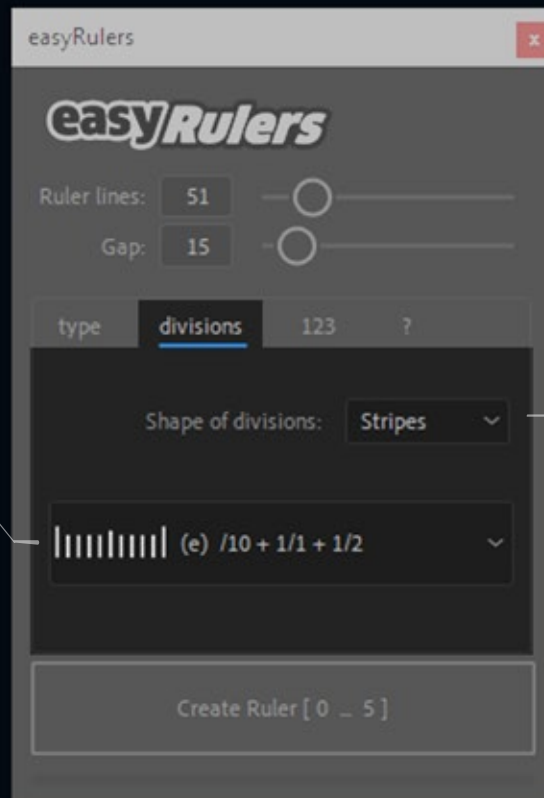 easyRulers
x
easyRulers
Ruler lines: 51
Gap: 15
type divisions 123 ?
Shape of divisions: Stripes
(e) /10 + 1/1 + 1/2
Create Ruler [ 0 _ 5 ]